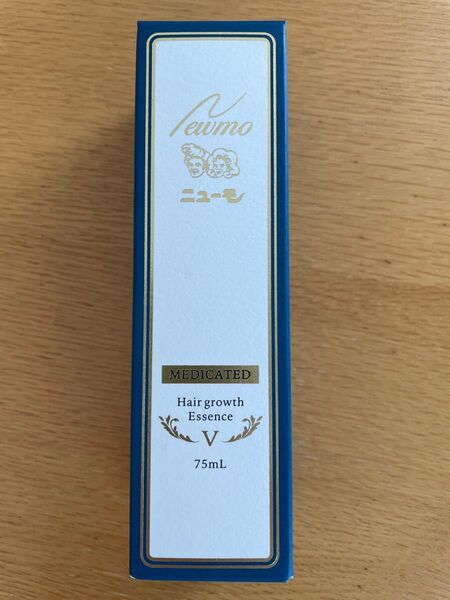 Newmo
ニューモ
MEDICATED
Hair growth
Essence
V
75mL